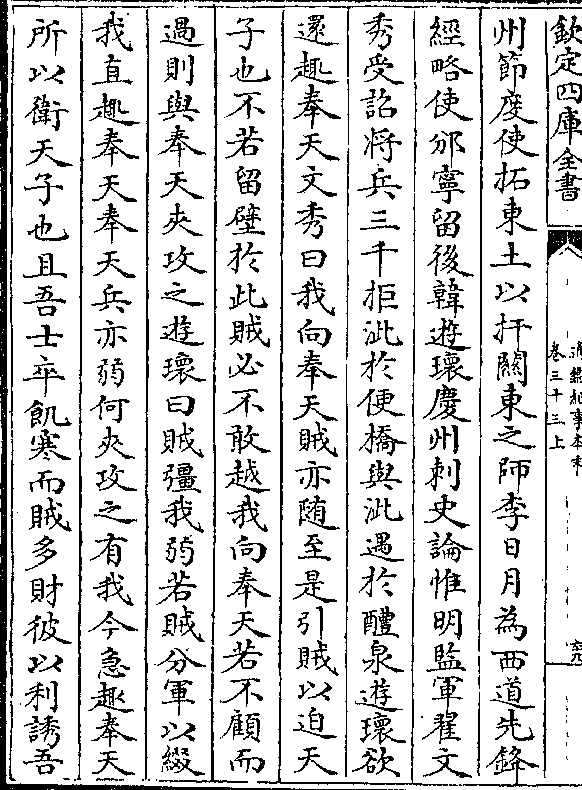 欽定四庫全書
通鑑紀事本末
卷三十三上
州節度使拓東土以扞關東之師李日月為西道先鋒
經略使邠寧留後韓遊瓌慶州刺史論惟明監軍翟文
秀受詔將兵三千拒泚於便橋與泚遇於醴泉遊瓌欲
還趣奉天文秀曰我向奉天賊亦随至是引賊以迫天
子也不若留壁於此賊必不敢越我向奉天若不顧而
過則與奉天夾攻之遊瓌曰賊彊我弱若賊分軍以綴
我直趣奉天奉天兵亦弱何夾攻之有我今急趣奉天
所以衛天子也且吾士卒飢寒而賊多財彼以利誘吾